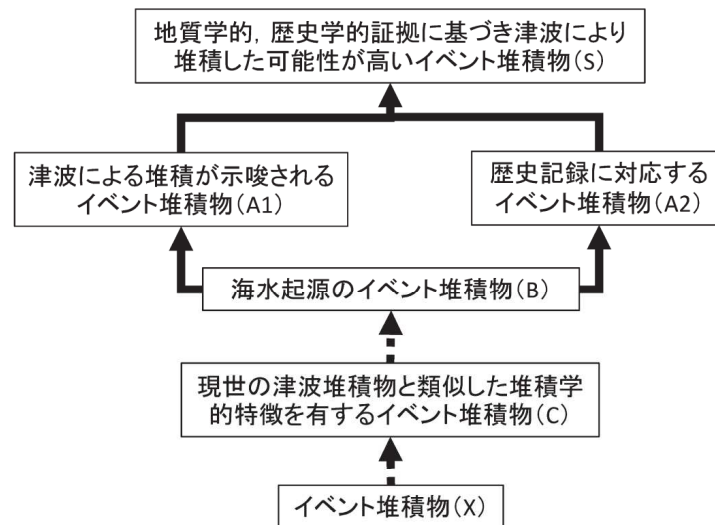 地質学的，歴史学的証拠に基づき津波により
堆積した可能性が高いイベント堆積物（S）
津波による堆積が示唆される
イベント堆積物（A1）
歴史記録に対応する
イベント堆積物（A2）
海水起源のイベント堆積物（B）
現世の津波堆積物と類似した堆積学
的特徴を有するイベント堆積物（C）
イベント堆積物（X）